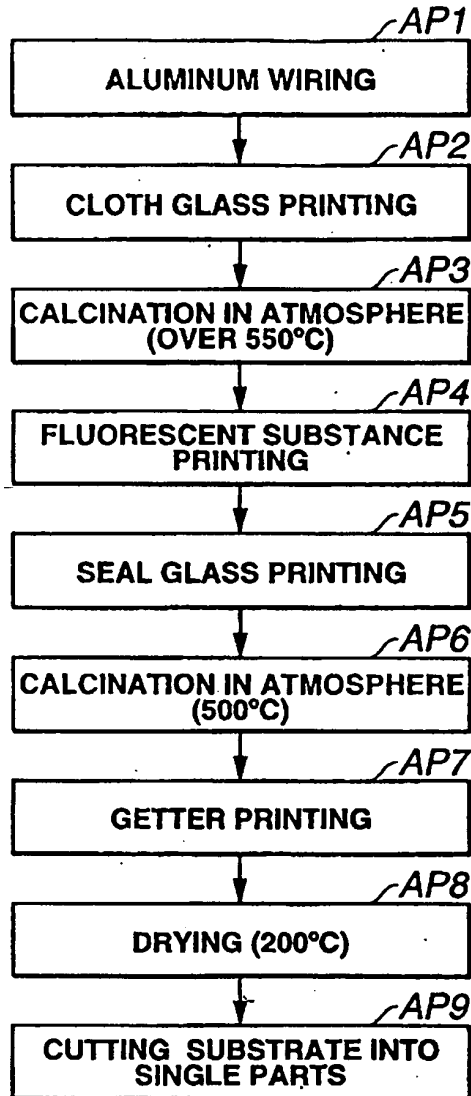 AP1
ALUMINUM WIRING
AP2
CLOTH GLASS PRINTING
AP3
CALCINATION IN ATMOSPHERE
(OVER 550°C)
AP4
FLUORESCENT SUBSTANCE
PRINTING
AP5
SEAL GLASS PRINTING
AP6
CALCINATION IN ATMOSPHERE
(500°C)
AP7
GETTER PRINTING
AP8
DRYING (200°C)
AP9
CUTTING SUBSTRATE INTO
SINGLE PARTS